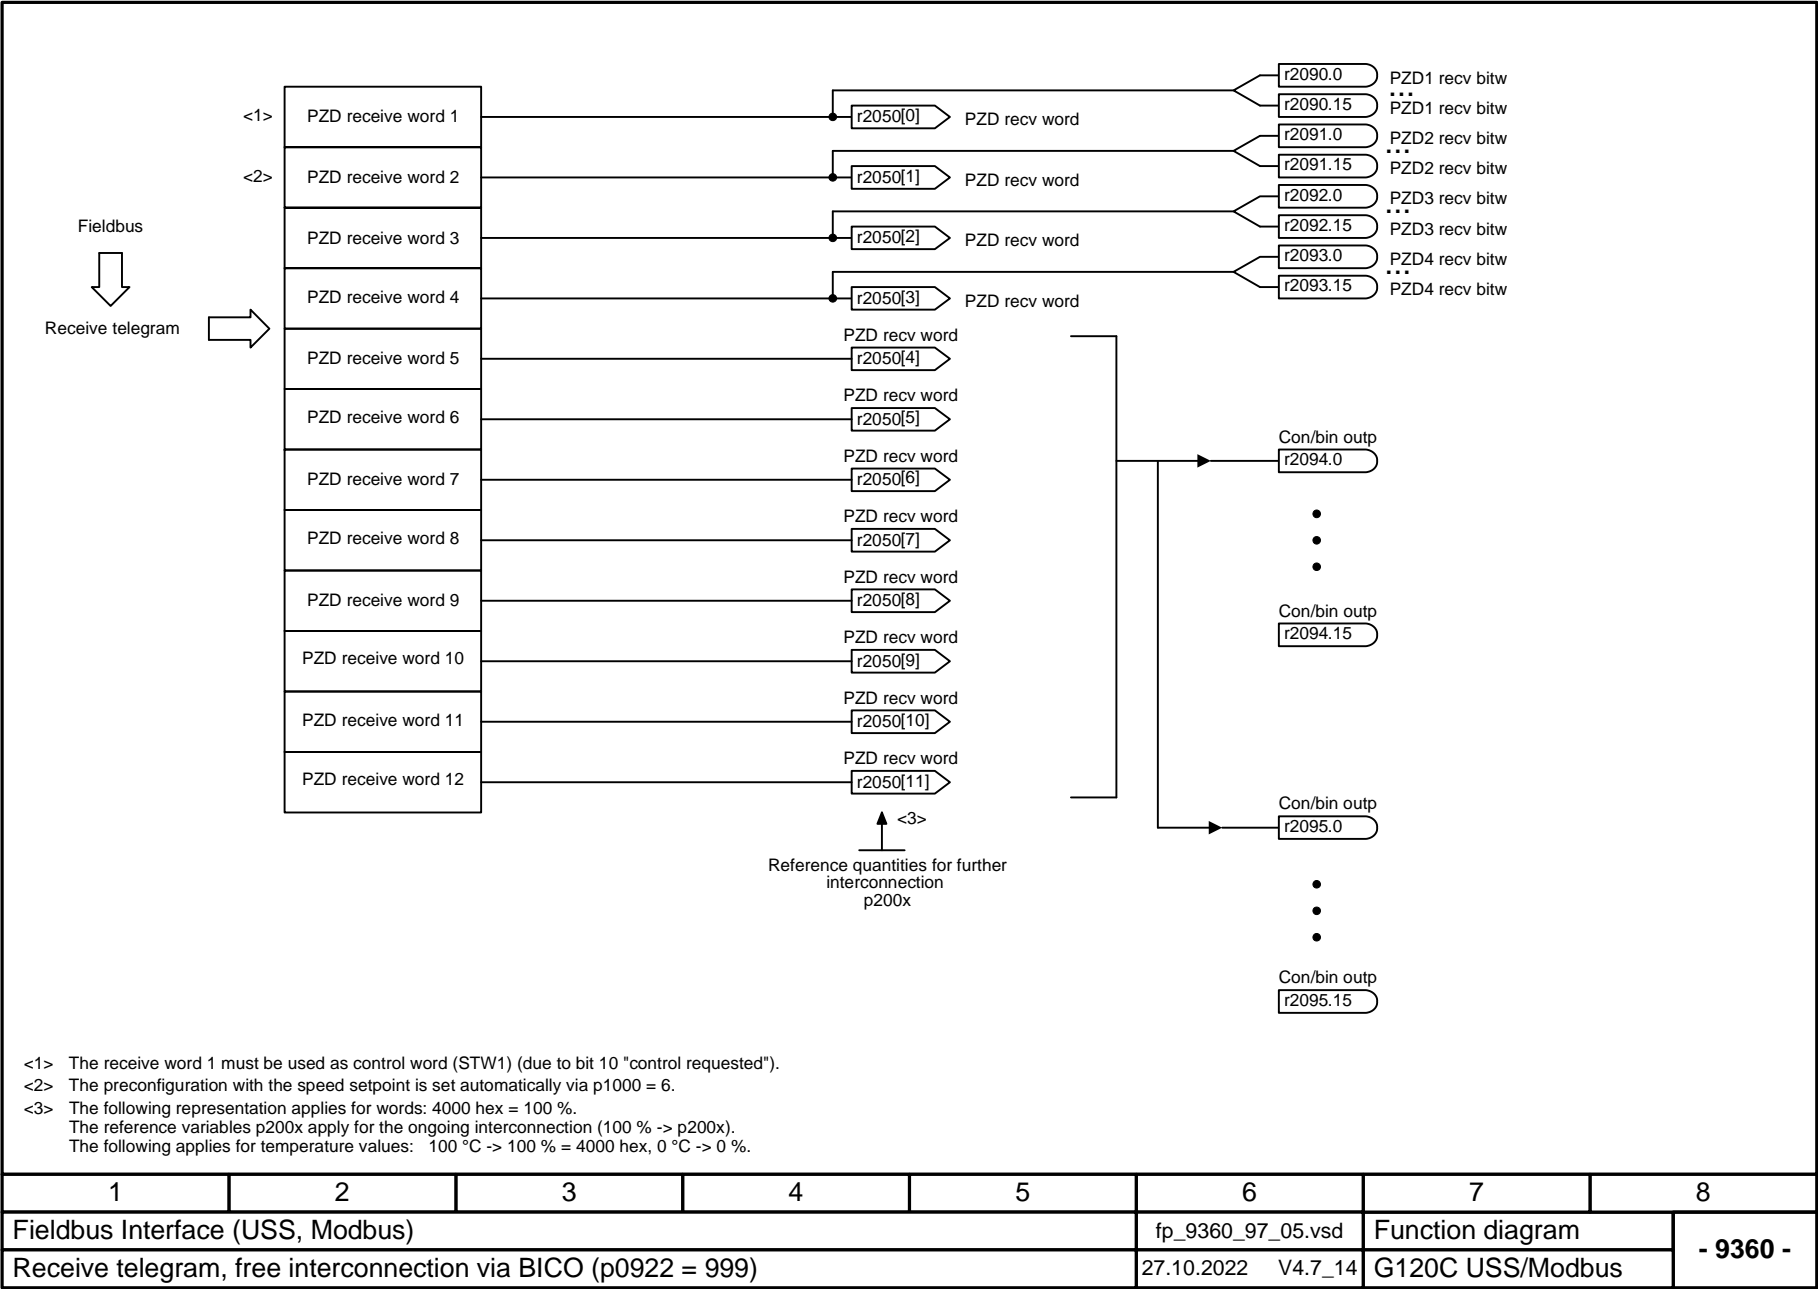 r2090.0 PZD1 recv bitw
...
<1> PZD receive word 1 r2050[0] PZD recv word r2090.15 PZD1 recv bitw
r2091.0 PZD2 recv bitw
...
<2> PZD receive word 2 r2050[1] PZD recv word r2091.15 PZD2 recv bitw
r2092.0 PZD3 recv bitw
...
Fieldbus PZD receive word 3 r2050[2] PZD recv word r2092.15 PZD3 recv bitw
r2093.0 PZD4 recv bitw
...
PZD receive word 4 r2050[3] PZD recv word r2093.15 PZD4 recv bitw
Receive telegram
PZD recv word
PZD receive word 5 r2050[4]
PZD recv word
PZD receive word 6 r2050[5]
Con/bin outp
r2094.0
PZD recv word
PZD receive word 7 r2050[6]
PZD recv word
PZD receive word 8 r2050[7]
PZD recv word
PZD receive word 9 r2050[8]
Con/bin outp
r2094.15
PZD recv word
PZD receive word 10 r2050[9]
PZD recv word
PZD receive word 11 r2050[10]
PZD recv word
PZD receive word 12 r2050[11]
Con/bin outp
r2095.0
<3>
Reference quantities for further
interconnection
p200x
Con/bin outp
r2095.15
<1> The receive word 1 must be used as control word (STW1) (due to bit 10 "control requested").
<2> The preconfiguration with the speed setpoint is set automatically via p1000 = 6.
<3> The following representation applies for words: 4000 hex = 100 %.
The reference variables p200x apply for the ongoing interconnection (100 % -> p200x).
The following applies for temperature values: 100 °C -> 100 % = 4000 hex, 0 °C -> 0 %.
1 2 3 4 5 6 7 8
Fieldbus Interface (USS, Modbus) fp_9360_97_05.vsd Function diagram
- 9360 -
Receive telegram, free interconnection via BICO (p0922 = 999) 27.10.2022 V4.7_14 G120C USS/Modbus